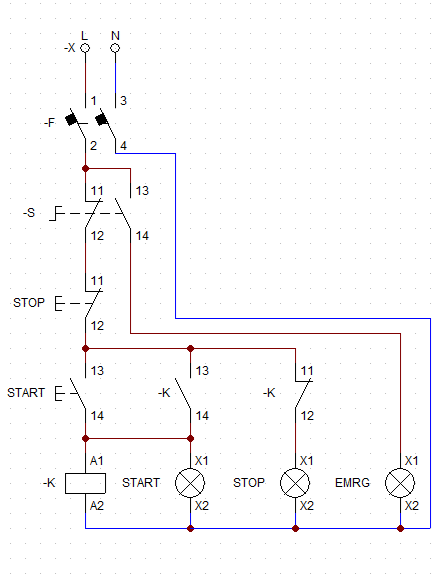 L N
-X
1 3
-F
2 4
11 13
-S
12 14
11
STOP
12
13 13 11
START -K -K
14 14 12
A1 X1 X1 X1
-K START STOP EMRG
A2 X2 X2 X2